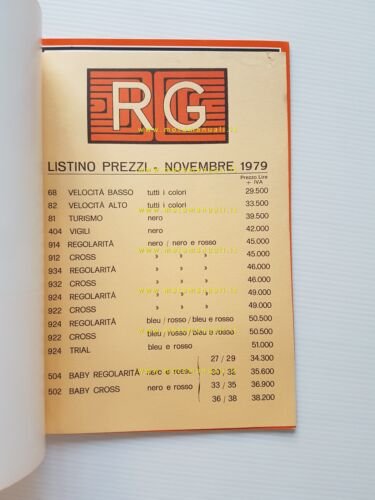 RG
LISTINO PREZZI - NOVEMBRE 1979
Prezzo Lire
+ IVA
68 VELOCITÀ BASSO tutti i colori 29.500
82 VELOCITÀ ALTO tutti i colori 33.500
81 TURISMO nero 39.500
404 VIGILI nero 42.000
914 REGOLARITÀ nero / nero e rosso 45.000
912 CROSS » » » 45.000
934 REGOLARITÀ » » » 46.000
932 CROSS » » » 46.000
924 REGOLARITÀ » » » 49.000
922 CROSS » » » 49.000
924 REGOLARITÀ bleu / rosso / bleu e rosso 50.500
922 CROSS bleu / rosso / bleu e rosso 50.500
924 TRIAL bleu e rosso 51.000
27 / 29 34.300
504 BABY REGOLARITÀ nero e rosso 30 / 32 35.600
502 BABY CROSS nero e rosso 33 / 35 36.900
36 / 38 38.200
www.motomanuali.it